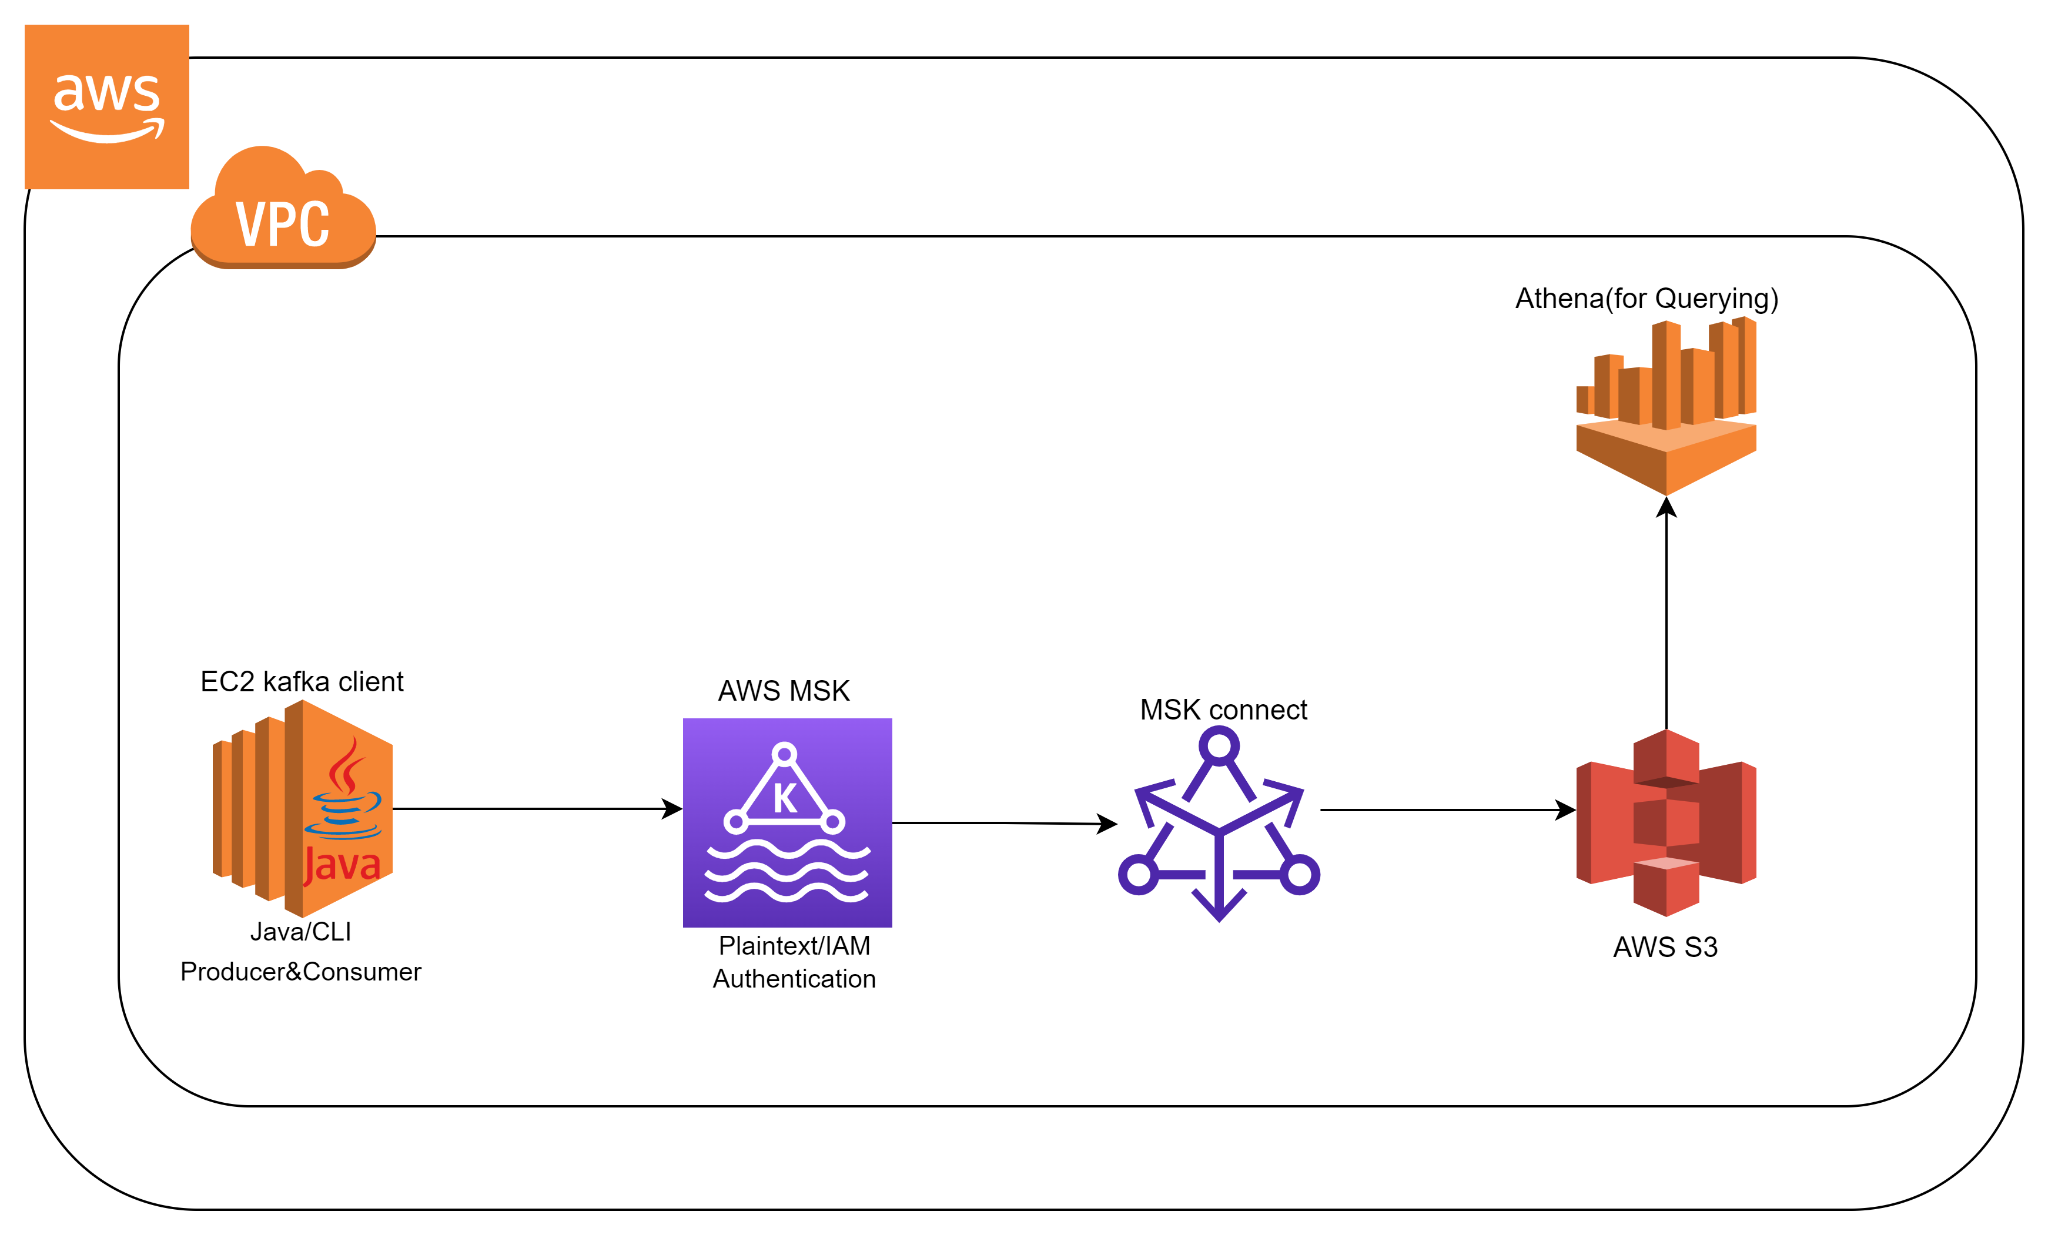 aws
VPC
Athena(for Querying)
EC2 kafka client
Java
Java/CLI
Producer&Consumer
AWS MSK
K
Plaintext/IAM
Authentication
MSK connect
AWS S3